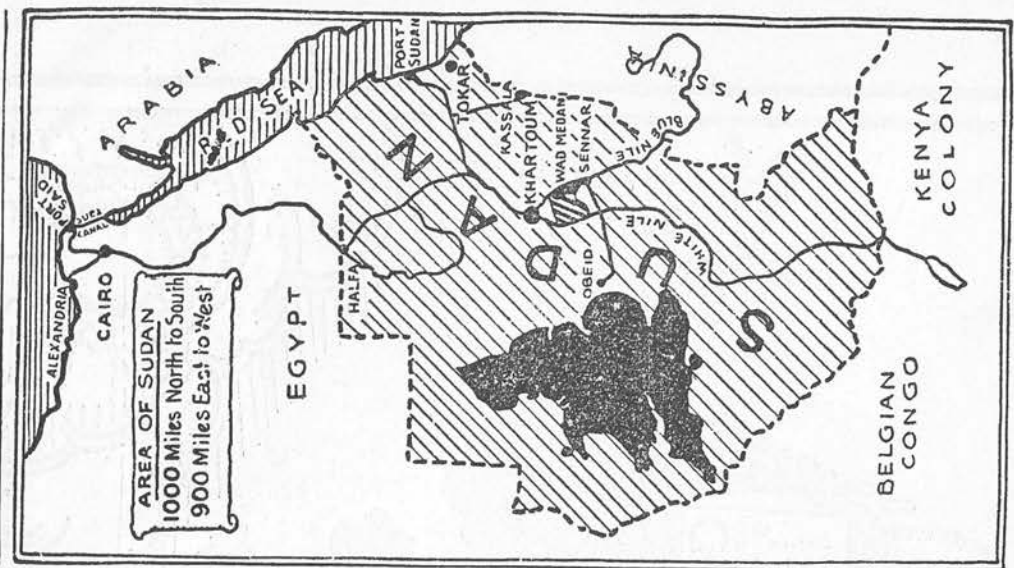 ARABIA
RED SEA
PORT SUDAN
TOKAR
KASSALA
KHARTOUM
WAD MEDANI
SENNAR
BLUE NILE
WHITE NILE
ABYSSIN
KENYA
COLONY
BELGIAN
CONGO
OBEID
SUDAN
HALFA
EGYPT
PORT SAID
SUEZ
CANAL
CAIRO
ALEXANDRIA
AREA OF SUDAN
1000 Miles North to South
900 Miles East to West